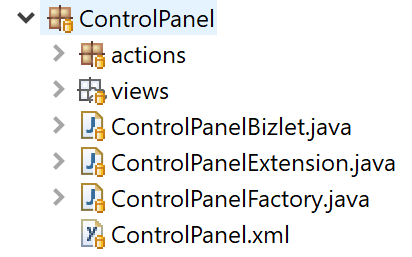 ControlPanel
actions
views
ControlPanelBizlet.java
ControlPanelExtension.java
ControlPanelFactory.java
ControlPanel.xml